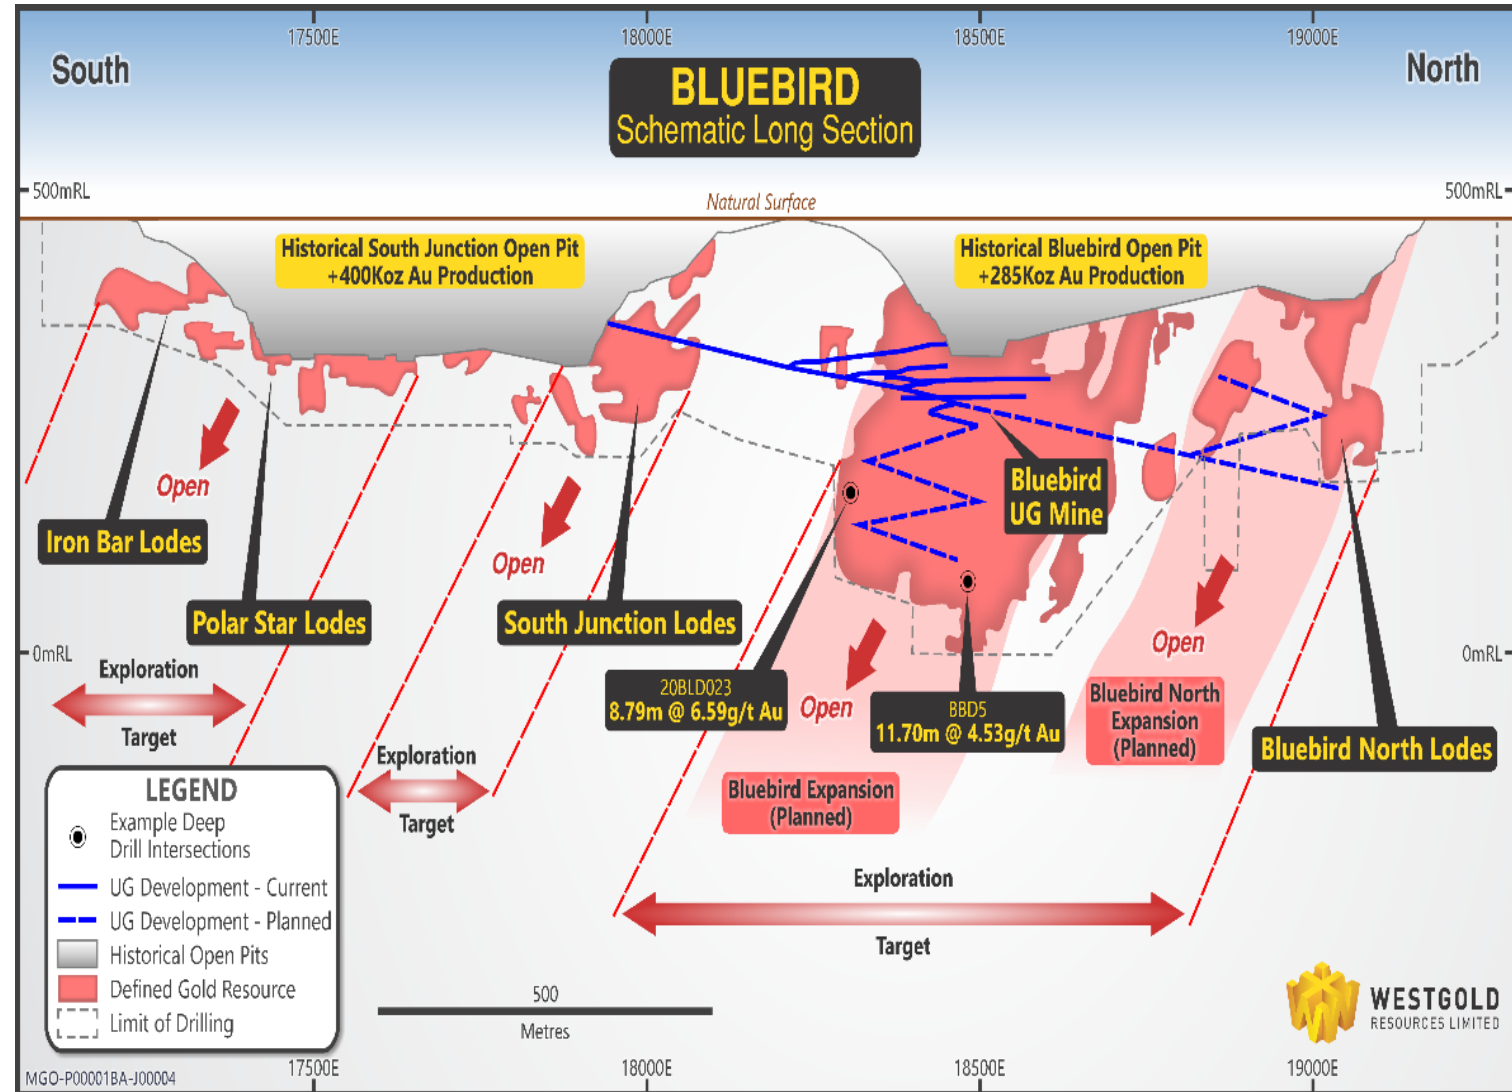 17500E
18000E
18500E
19000E
South
North
BLUEBIRD
Schematic Long Section
500mRL
500mRL
Natural Surface
Historical South Junction Open Pit
+400Koz Au Production
Historical Bluebird Open Pit
+285Koz Au Production
Open
Iron Bar Lodes
Open
Bluebird
UG Mine
Polar Star Lodes
South Junction Lodes
Open
0mRL
0mRL
Exploration
Target
20BLD023
8.79m @ 6.59g/t Au
Open
BBD5
11.70m @ 4.53g/t Au
Bluebird North
Expansion
(Planned)
Bluebird North Lodes
Exploration
Target
Bluebird Expansion
(Planned)
Exploration
Target
LEGEND
Example Deep
Drill Intersections
UG Development - Current
UG Development - Planned
Historical Open Pits
Defined Gold Resource
Limit of Drilling
500
Metres
WESTGOLD
RESOURCES LIMITED
MGO-P00001BA-J00004
17500E
18000E
18500E
19000E